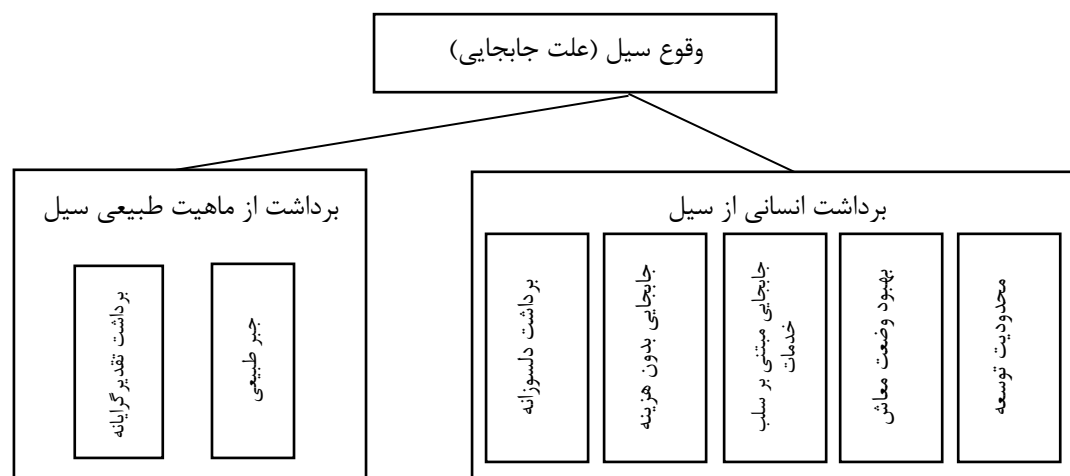 وقوع سیل (علت جابجایی)
برداشت انسانی از سیل
محدودیت توسعه
بهبود وضعت معاش
جابجایی مبتنی بر سلب
خدمات
جابجایی بدون هزینه
برداشت دلسوزانه
برداشت از ماهیت طبیعی سیل
جبر طبیعی
برداشت تقدیرگرایانه